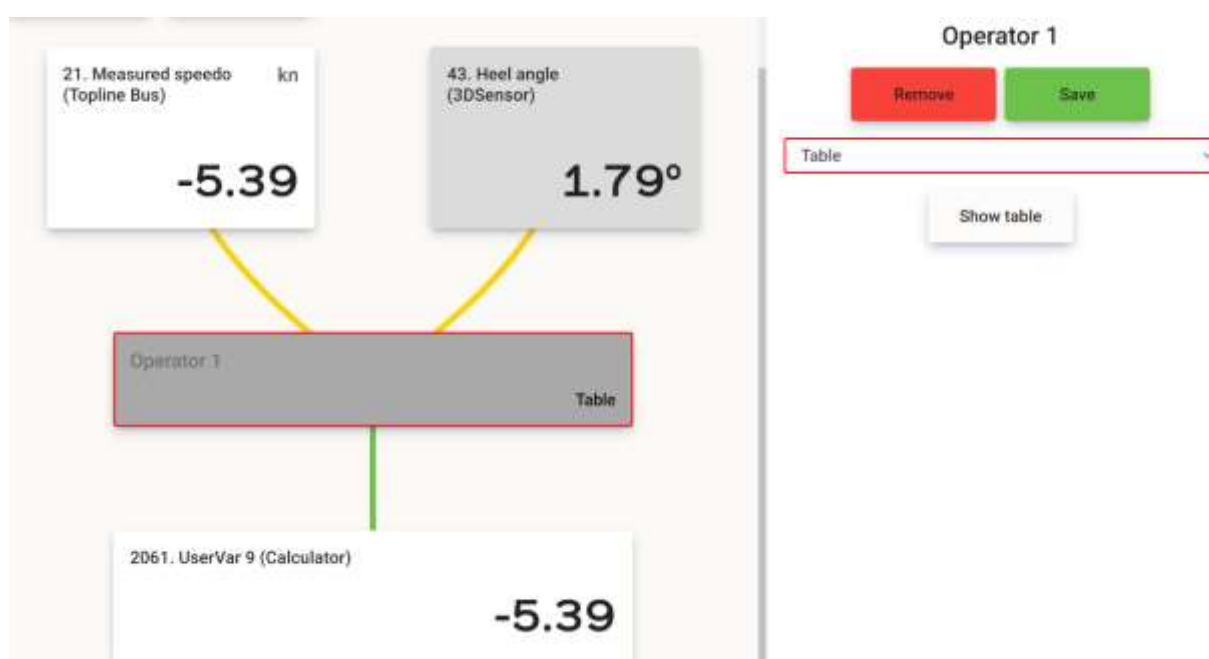 21. Measured speedo kn
(Topline Bus)
-5.39
43. Heel angle
(3DSensor)
1.79°
Operator 1
Table
2061. UserVar 9 (Calculator)
-5.39
Operator 1
Remove Save
Table
Show table